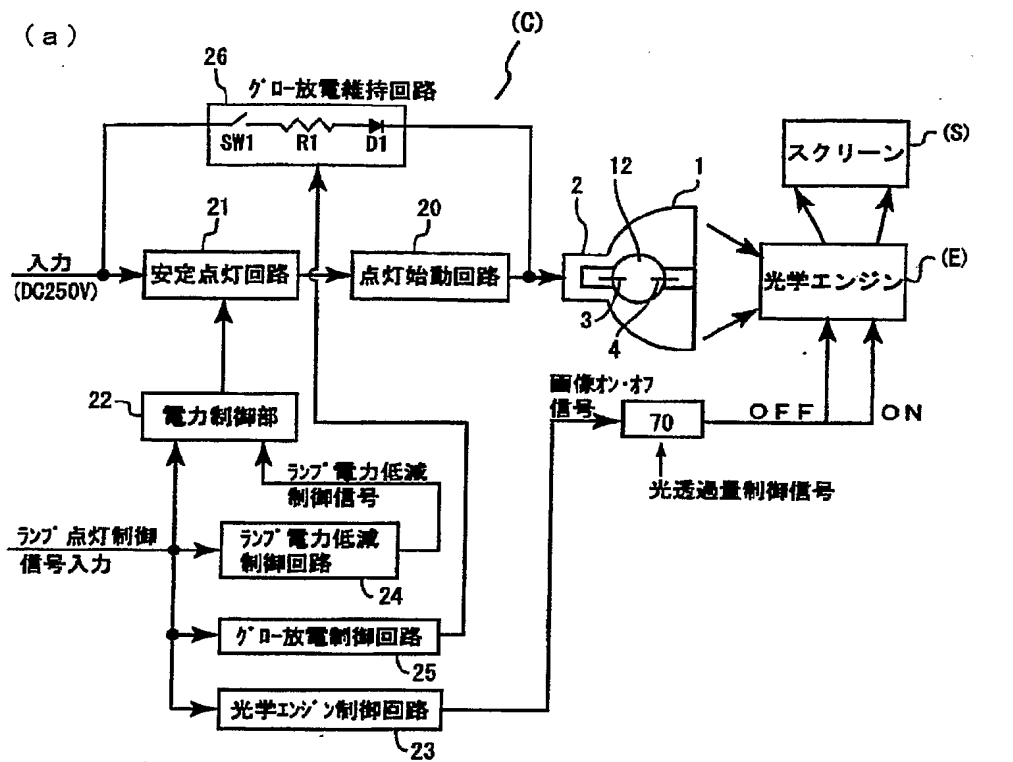 (a)
(C)
26
グロー放電維持回路
SW1
R1
D1
スクリーン
(S)
12
1
2
21
20
入力
(DC250V)
安定点灯回路
点灯始動回路
3
4
光学エンジン
(E)
22
電力制御部
画像オン・オフ
信号
70
OFF
ON
光透過量制御信号
ランプ電力低減
制御信号
ランプ点灯制御
信号入力
ランプ電力低減
制御回路
24
グロー放電制御回路
25
光学エンジン制御回路
23